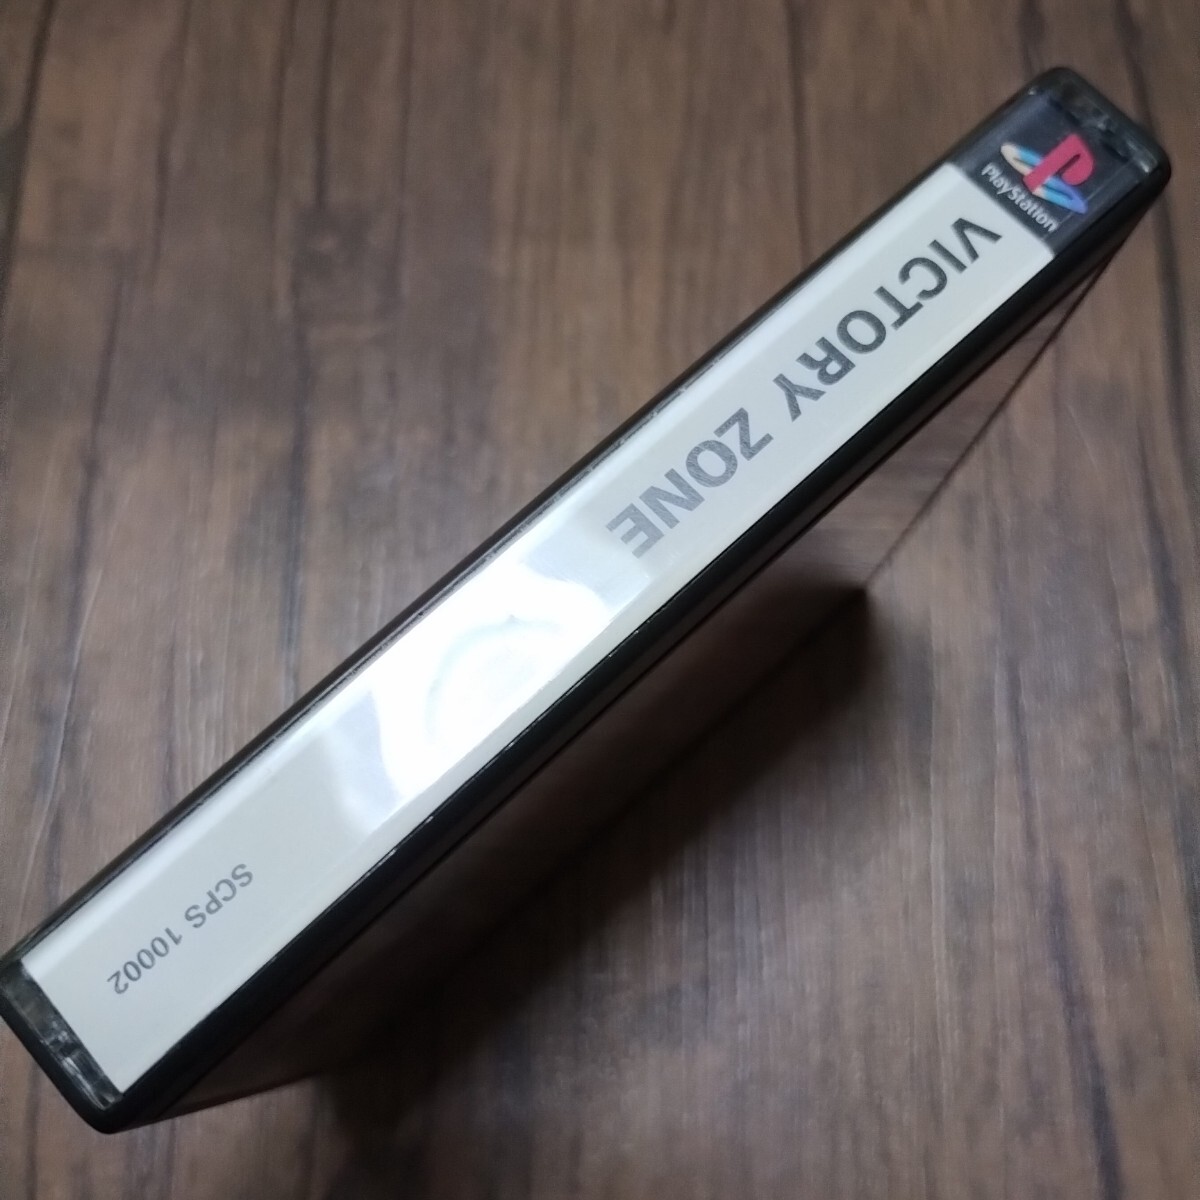 PlayStation
VICTORY ZONE
SCPS 10002